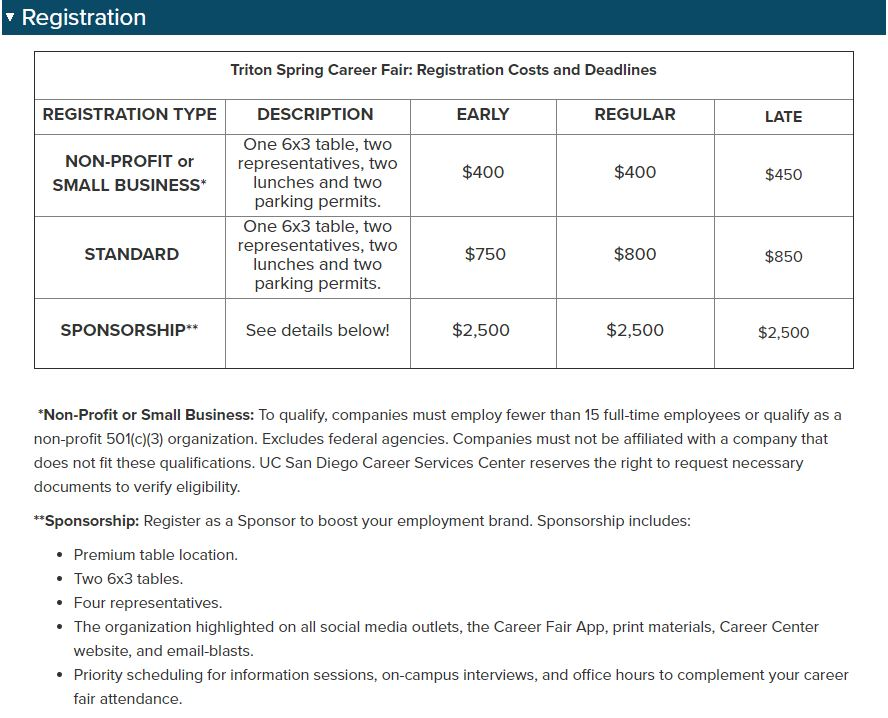 Registration
Triton Spring Career Fair: Registration Costs and Deadlines
REGISTRATION TYPE DESCRIPTION EARLY REGULAR LATE
NON-PROFIT or
SMALL BUSINESS*
One 6x3 table, two
representatives, two
lunches and two
parking permits.
$400 $400 $450
STANDARD
One 6x3 table, two
representatives, two
lunches and two
parking permits.
$750 $800 $850
SPONSORSHIP** See details below! $2,500 $2,500 $2,500
*Non-Profit or Small Business: To qualify, companies must employ fewer than 15 full-time employees or qualify as a
non-profit 501(c)(3) organization. Excludes federal agencies. Companies must not be affiliated with a company that
does not fit these qualifications. UC San Diego Career Services Center reserves the right to request necessary
documents to verify eligibility.
**Sponsorship: Register as a Sponsor to boost your employment brand. Sponsorship includes:
• Premium table location.
• Two 6x3 tables.
• Four representatives.
• The organization highlighted on all social media outlets, the Career Fair App, print materials, Career Center
website, and email-blasts.
• Priority scheduling for information sessions, on-campus interviews, and office hours to complement your career
fair attendance.